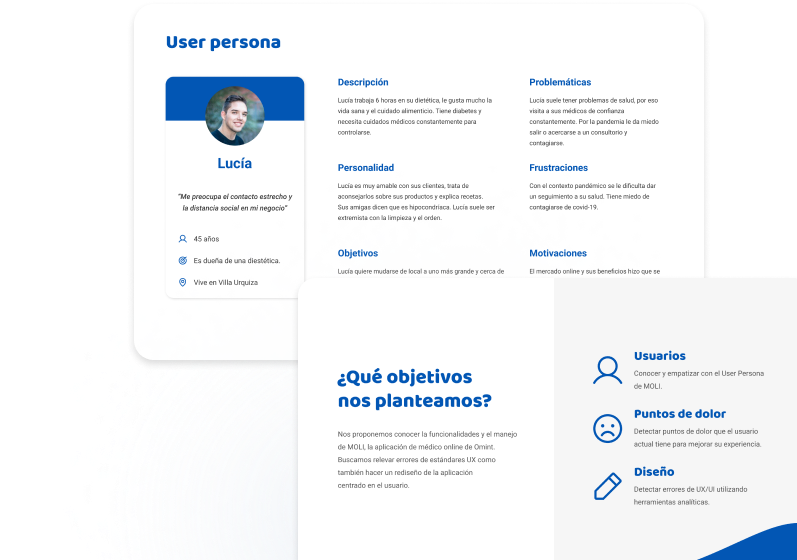 User persona
Lucía
"Me preocupa el contacto estrecho y
la distancia social en mi negocio"
45 años
Es dueña de una diestética.
Vive en Villa Urquiza
Descripción
Lucía trabaja 6 horas en su dietética, le gusta mucho la
vida sana y el cuidado alimenticio. Tiene diabetes y
necesita cuidados médicos constantemente para
controlarse.
Problemáticas
Lucía suele tener problemas de salud, por eso
visita a sus médicos de confianza
constantemente. Por la pandemia le da miedo
salir o acercarse a un consultorio y
contagiarse.
Personalidad
Lucía es muy amable con sus clientes, trata de
aconsejarlos sobre sus productos y explica recetas.
Sus amigas dicen que es hipocondríaca. Lucía suele ser
extremista con la limpieza y el orden.
Frustraciones
Con el contexto pandémico se le dificulta dar
un seguimiento a su salud. Tiene miedo de
contagiarse de covid-19.
Objetivos
Lucía quiere mudarse de local a uno más grande y cerca de
Motivaciones
El mercado online y sus beneficios hizo que se
¿Qué objetivos
nos planteamos?
Nos proponemos conocer la funcionalidades y el manejo
de MOLI, la aplicación de médico online de Omint.
Buscamos relevar errores de estándares UX como
también hacer un rediseño de la aplicación
centrado en el usuario.
Usuarios
Conocer y empatizar con el User Persona
de MOLI.
Puntos de dolor
Detectar puntos de dolor que el usuario
actual tiene para mejorar su experiencia.
Diseño
Detectar errores de UX/UI utilizando
herramientas analíticas.